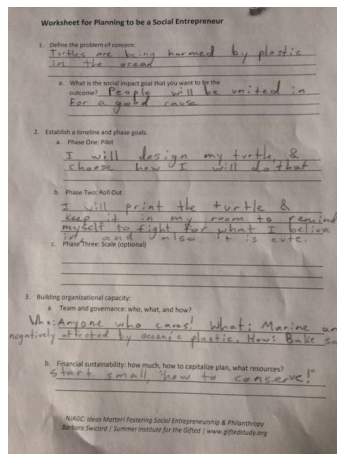 Worksheet for Planning to be a Social Entrepreneur
1. Define the problem of concern:
Turtles are being harmed by plastic
in the ocean
a. What is the social impact goal that you want to be the
outcome? People will be united in
For a good cause
2. Establish a timeline and phase goals
a. Phase One: Pilot
I will design my turtle, &
choose how I will do that
b. Phase Two: Roll Out
I will print the turtle &
keep it in my room to remind
myself to fight for what I believe
in and also it is cute.
c. Phase Three: Scale (optional)
3. Building organizational capacity:
a. Team and governance: who, what, and how?
Who: Anyone who cares! What: Marine an
negatively affected by oceanic plastic. How: Bake sa
b. Financial sustainability: how much, how to capitalize plan, what resources?
start small "how to conserve!"
NJAGC: Ideas Matter! Fostering Social Entrepreneurship & Philanthropy
Barbara Swicord / Summer Institute for the Gifted / www.giftedstudy.org